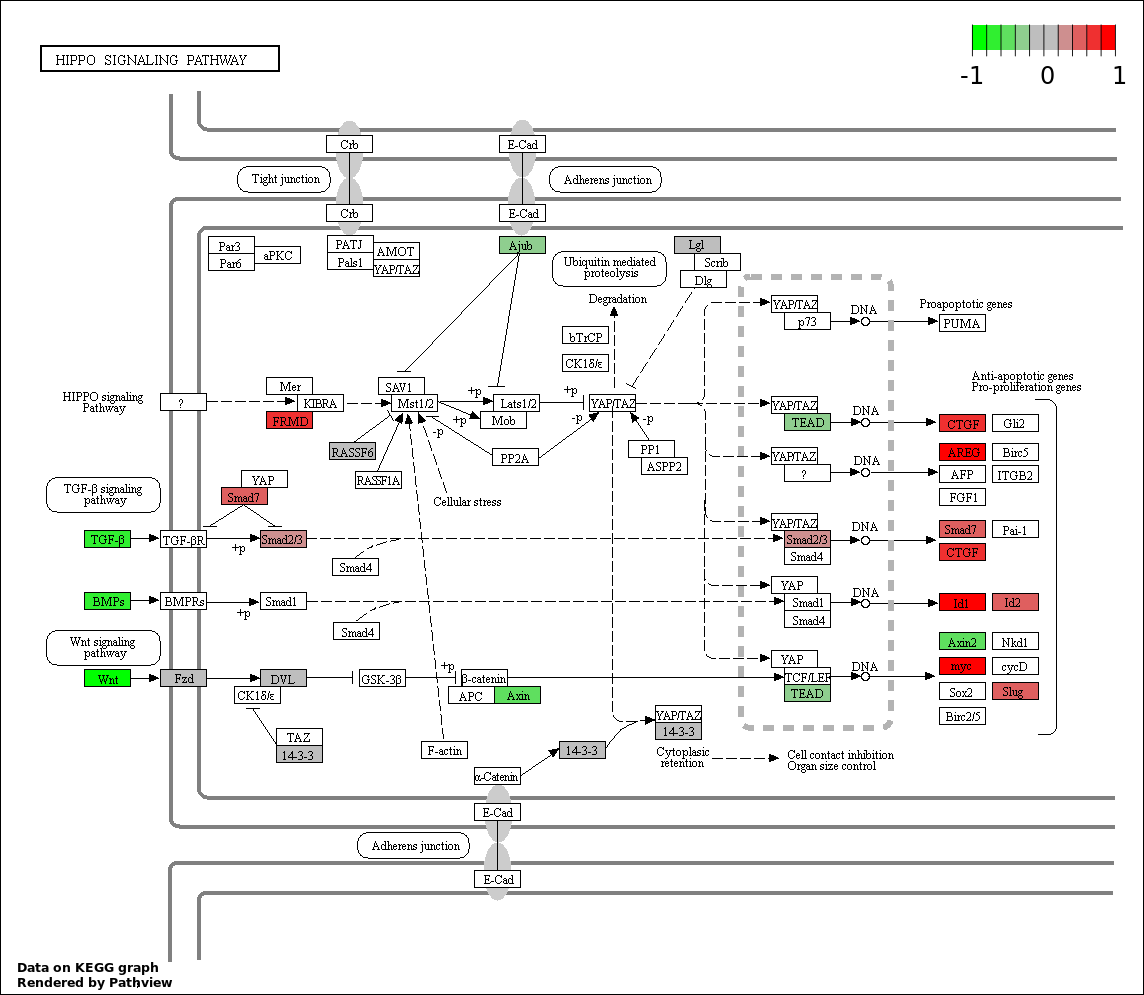 HIPPO SIGNALING PATHWAY
-1 0 1
Crb
E-Cad
Tight junction
Adherens junction
Crb
E-Cad
Par3
Par6
aPKC
PATJ
Pals1
AMOT
YAP/TAZ
Ajub
Ubiquitin mediated
proteolysis
Lgl
Scrib
Dlg
Degradation
bTrCP
CK1δ/ε
YAP/TAZ
p73
DNA
Proapoptotic genes
PUMA
HIPPO signaling
Pathway
?
Mer
KIBRA
FRMD
SAV1
Mst1/2
+p
Lats1/2
Mob
+p
+p
-p
YAP/TAZ
-p
-p
RASSF6
RASSF1A
PP2A
PP1
ASPP2
Cellular stress
YAP/TAZ
TEAD
DNA
Anti-apoptotic genes
Pro-proliferation genes
CTGF
Gli2
AREG
Birc5
AFP
ITGB2
FGF1
YAP/TAZ
?
DNA
TGF-β signaling
pathway
YAP
Smad7
TGF-β
TGF-βR
+p
Smad2/3
Smad4
YAP/TAZ
Smad2/3
Smad4
DNA
Smad7
Pai-1
CTGF
BMPs
BMPRs
+p
Smad1
Smad4
YAP
Smad1
Smad4
DNA
Id1
Id2
Wnt signaling
pathway
Wnt
Fzd
DVL
CK1δ/ε
GSK-3β
+p
β-catenin
APC
Axin
YAP
TCF/LEF
TEAD
DNA
Axin2
Nkd1
myc
cycD
Sox2
Slug
Birc2/5
TAZ
14-3-3
F-actin
14-3-3
YAP/TAZ
14-3-3
Cytoplasic
retention
Cell contact inhibition
Organ size control
α-Catenin
E-Cad
Adherens junction
E-Cad
Data on KEGG graph
Rendered by Pathview